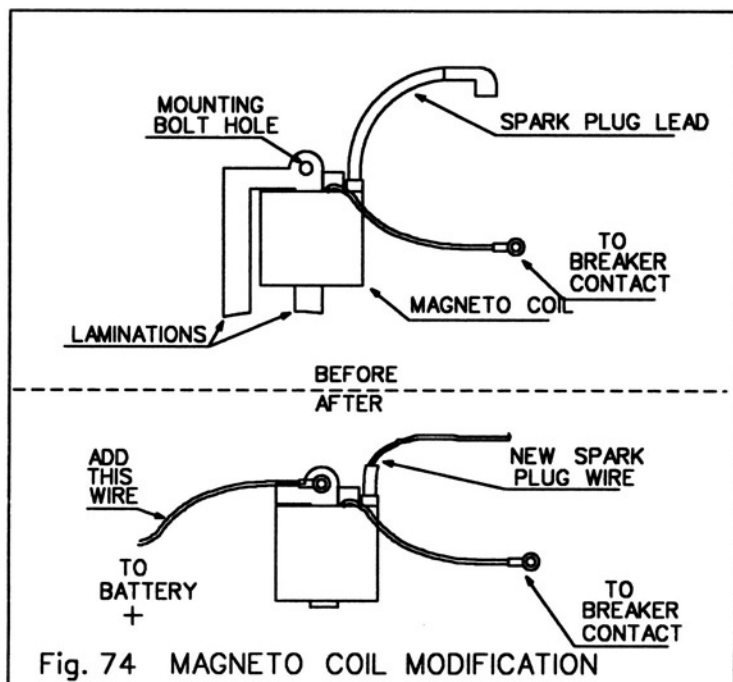 MOUNTING
BOLT HOLE
SPARK PLUG LEAD
TO
BREAKER
CONTACT
MAGNETO COIL
LAMINATIONS
BEFORE
AFTER
ADD
THIS
WIRE
NEW SPARK
PLUG WIRE
TO
BATTERY
+
TO
BREAKER
CONTACT
Fig. 74 MAGNETO COIL MODIFICATION